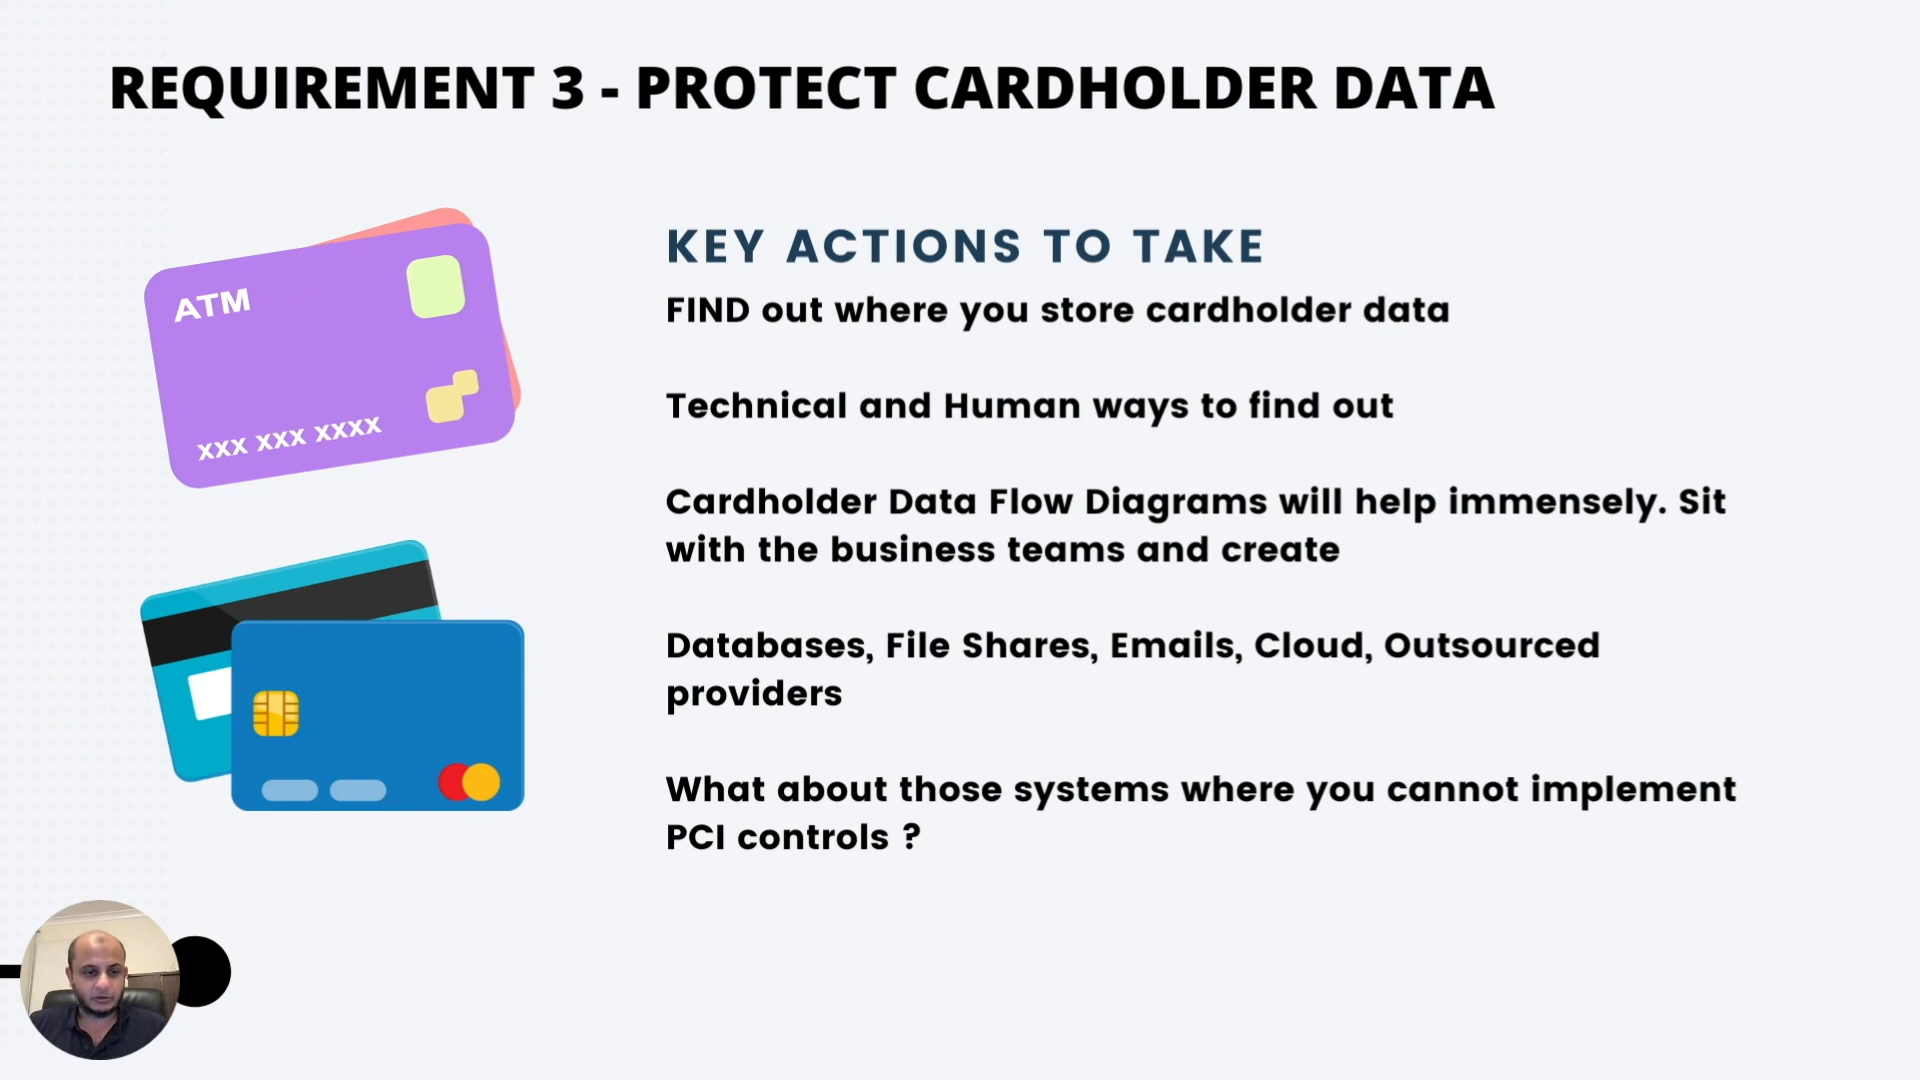 REQUIREMENT 3 - PROTECT CARDHOLDER DATA
ATM
XXX XXX XXXX
KEY ACTIONS TO TAKE
FIND out where you store cardholder data
Technical and Human ways to find out
Cardholder Data Flow Diagrams will help immensely. Sit
with the business teams and create
Databases, File Shares, Emails, Cloud, Outsourced
providers
What about those systems where you cannot implement
PCI controls ?